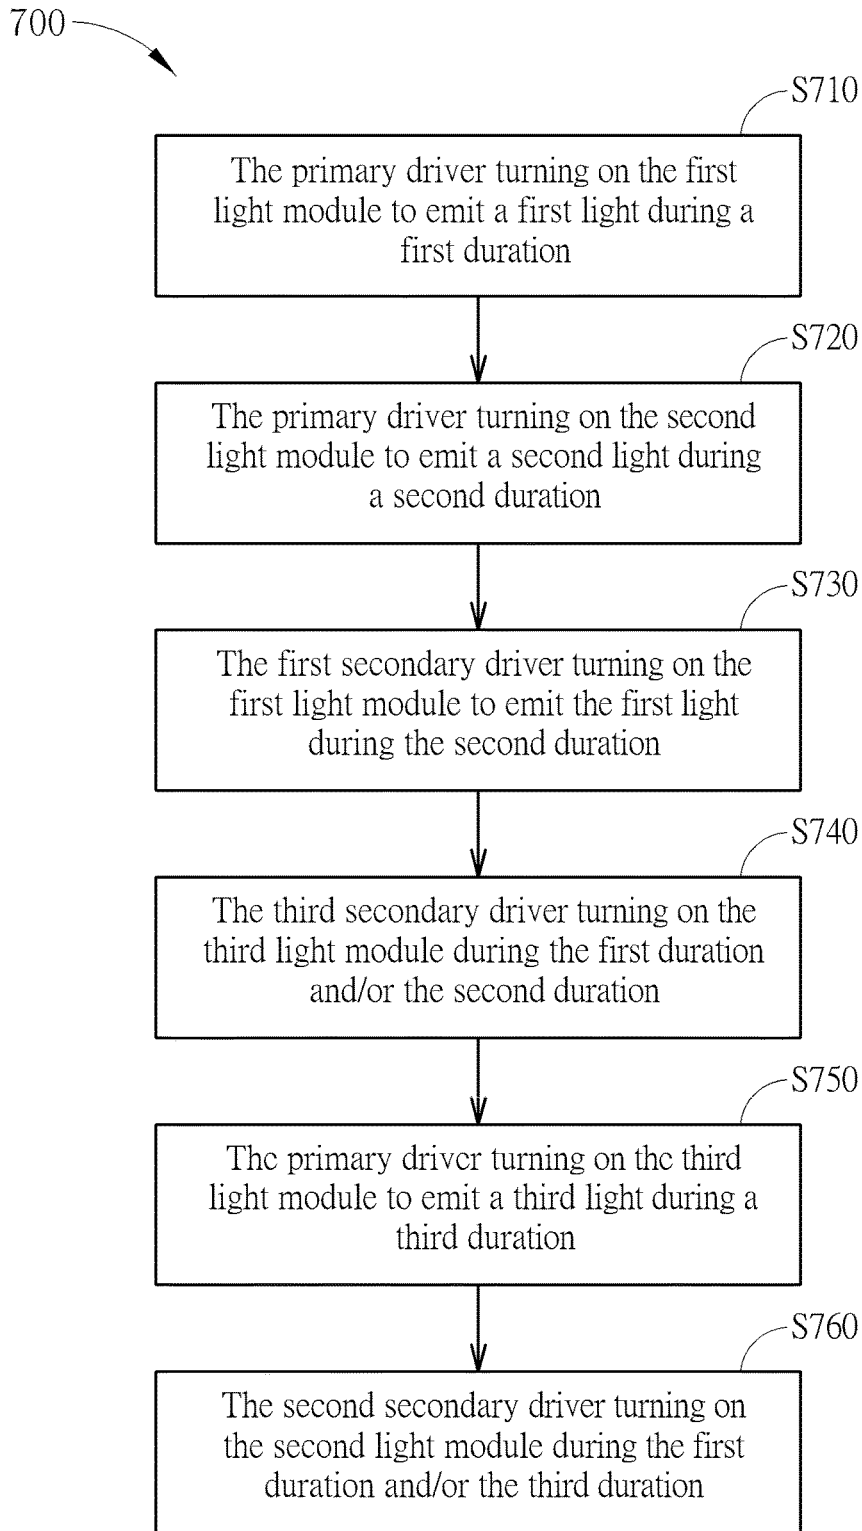 700
S710
The primary driver turning on the first
light module to emit a first light during a
first duration
S720
The primary driver turning on the second
light module to emit a second light during
a second duration
S730
The first secondary driver turning on the
first light module to emit the first light
during the second duration
S740
The third secondary driver turning on the
third light module during the first duration
and/or the second duration
S750
The primary driver turning on the third
light module to emit a third light during a
third duration
S760
The second secondary driver turning on
the second light module during the first
duration and/or the third duration